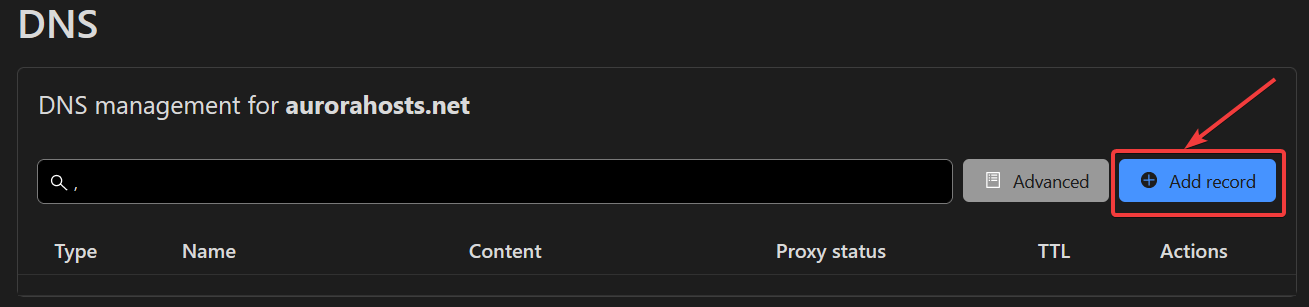 DNS
DNS management for aurorahosts.net
,
Advanced
Add record
Type Name Content Proxy status TTL Actions